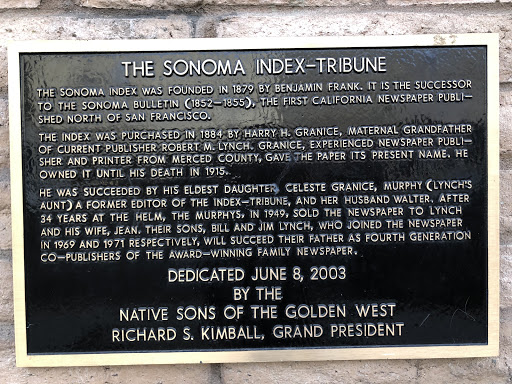 THE SONOMA INDEX-TRIBUNE
THE SONOMA INDEX WAS FOUNDED IN 1879 BY BENJAMIN FRANK. IT IS THE SUCCESSOR
TO THE SONOMA BULLETIN (1852-1855), THE FIRST CALIFORNIA NEWSPAPER PUBLI-
SHED NORTH OF SAN FRANCISCO.
THE INDEX WAS PURCHASED IN 1884 BY HARRY H. GRANICE, MATERNAL GRANDFATHER
OF CURRENT PUBLISHER ROBERT M. LYNCH. GRANICE, EXPERIENCED NEWSPAPER PUBLI-
SHER AND PRINTER FROM MERCED COUNTY, GAVE THE PAPER ITS PRESENT NAME. HE
OWNED IT UNTIL HIS DEATH IN 1915.
HE WAS SUCCEEDED BY HIS ELDEST DAUGHTER, CELESTE GRANICE, MURPHY (LYNCH'S
AUNT) A FORMER EDITOR OF THE INDEX-TRIBUNE, AND HER HUSBAND WALTER. AFTER
34 YEARS AT THE HELM, THE MURPHYS, IN 1949, SOLD THE NEWSPAPER TO LYNCH
AND HIS WIFE, JEAN. THEIR SONS, BILL AND JIM LYNCH, WHO JOINED THE NEWSPAPER
IN 1969 AND 1971 RESPECTIVELY, WILL SUCCEED THEIR FATHER AS FOURTH GENERATION
CO-PUBLISHERS OF THE AWARD-WINNING FAMILY NEWSPAPER.
DEDICATED JUNE 8, 2003
BY THE
NATIVE SONS OF THE GOLDEN WEST
RICHARD S. KIMBALL, GRAND PRESIDENT